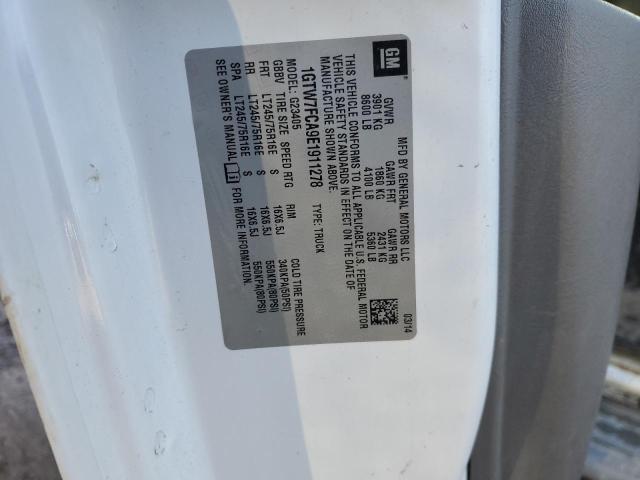 GM
MFD BY GENERAL MOTORS LLC
03/14
GVWR GAWR FRT GAWR RR
3901 KG 1860 KG 2431 KG
8600 LB 4100 LB 5360 LB
THIS VEHICLE CONFORMS TO ALL APPLICABLE U.S. FEDERAL MOTOR
VEHICLE SAFETY STANDARDS IN EFFECT ON THE DATE OF
MANUFACTURE SHOWN ABOVE.
1GTW7FCA9E1911278 TYPE: TRUCK
MODEL: G23405
GBBV TIRE SIZE SPEED RTG RIM COLD TIRE PRESSURE
FRT LT245/75R16E S 16X6.5J 340KPA(50PSI)
RR LT245/75R16E S 16X6.5J 550KPA(80PSI)
SPA LT245/75R16E S 16X6.5J 550KPA(80PSI)
SEE OWNER'S MANUAL FOR MORE INFORMATION.